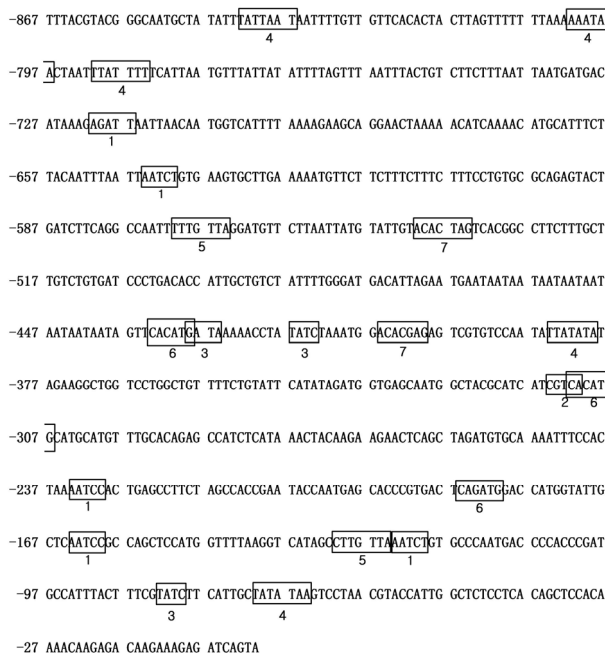 -867 TTTACGTACG GGCAATGCTA TATTTATTAA TAATTTTGTT GTTCACACTA CTTAGTTTTT TTAAAAAATA
4 4
-797 ACTAATTTAT TTTTCATTAA TGTTTATTAT ATTTTAGTTT AATTTACTGT CTTCTTTAAT TAATGATGAC
4
-727 ATAAAGAGAT TAATTAACAA TGGTCATTTT AAAAGAAGCA GGAACTAAAA ACATCAAAAC ATGCATTTCT
1
-657 TACAATTTAA TTAATCTGTG AAGTGCTTGA AAAATGTTCT TCTTTCTTTC TTTCCTGTGC GCAGAGTACT
1
-587 GATCTTCAGG CCAATTTTTG TTAGGATGTT CTTAATTATG TATTGTACAC TAGTCACGGC CTTCTTTGCT
5 7
-517 TGTCTGTGAT CCCTGACACC ATTGCTGTCT ATTTTGGGAT GACATTAGAA TGAATAATAA TAATAATAAT
-447 AATAATAATA GTTCACATGA TAAAAACCTA TATCTAAATG GACACGAGAG TCGTGTCCAA TATTATATAT
6 3 3 7 4
-377 AGAAGGCTGG TCCTGGCTGT TTTCTGTATT CATATAGATG GTGAGCAATG GCTACGCATC ATCGTCACAT
2 6
-307 GCATGCATGT TTGCACAGAG CCATCTCATA AACTACAAGA AGAACTCAGC TAGATGTGCA AAATTTCCAC
-237 TAAAATCCAC TGAGCCTTCT AGCCACCGAA TACCAATGAG CACCCGTGAC TCAGATGGAC CATGGTATTG
1 6
-167 CTCAATCCGC CAGCTCCATG GTTTTAAGGT CATAGCCTTG TTAAATCTGT GCCCAATGAC CCCACCCGAT
1 5 1
-97 GCCATTTACT TTTCGTATCT TCATTGCTAT ATAAGTCCTAA CGTACCATTG GCTCTCCTCA CAGCTCCACA
3 4
-27 AAACAAGAGA CAAGAAAGAG ATCAGTA